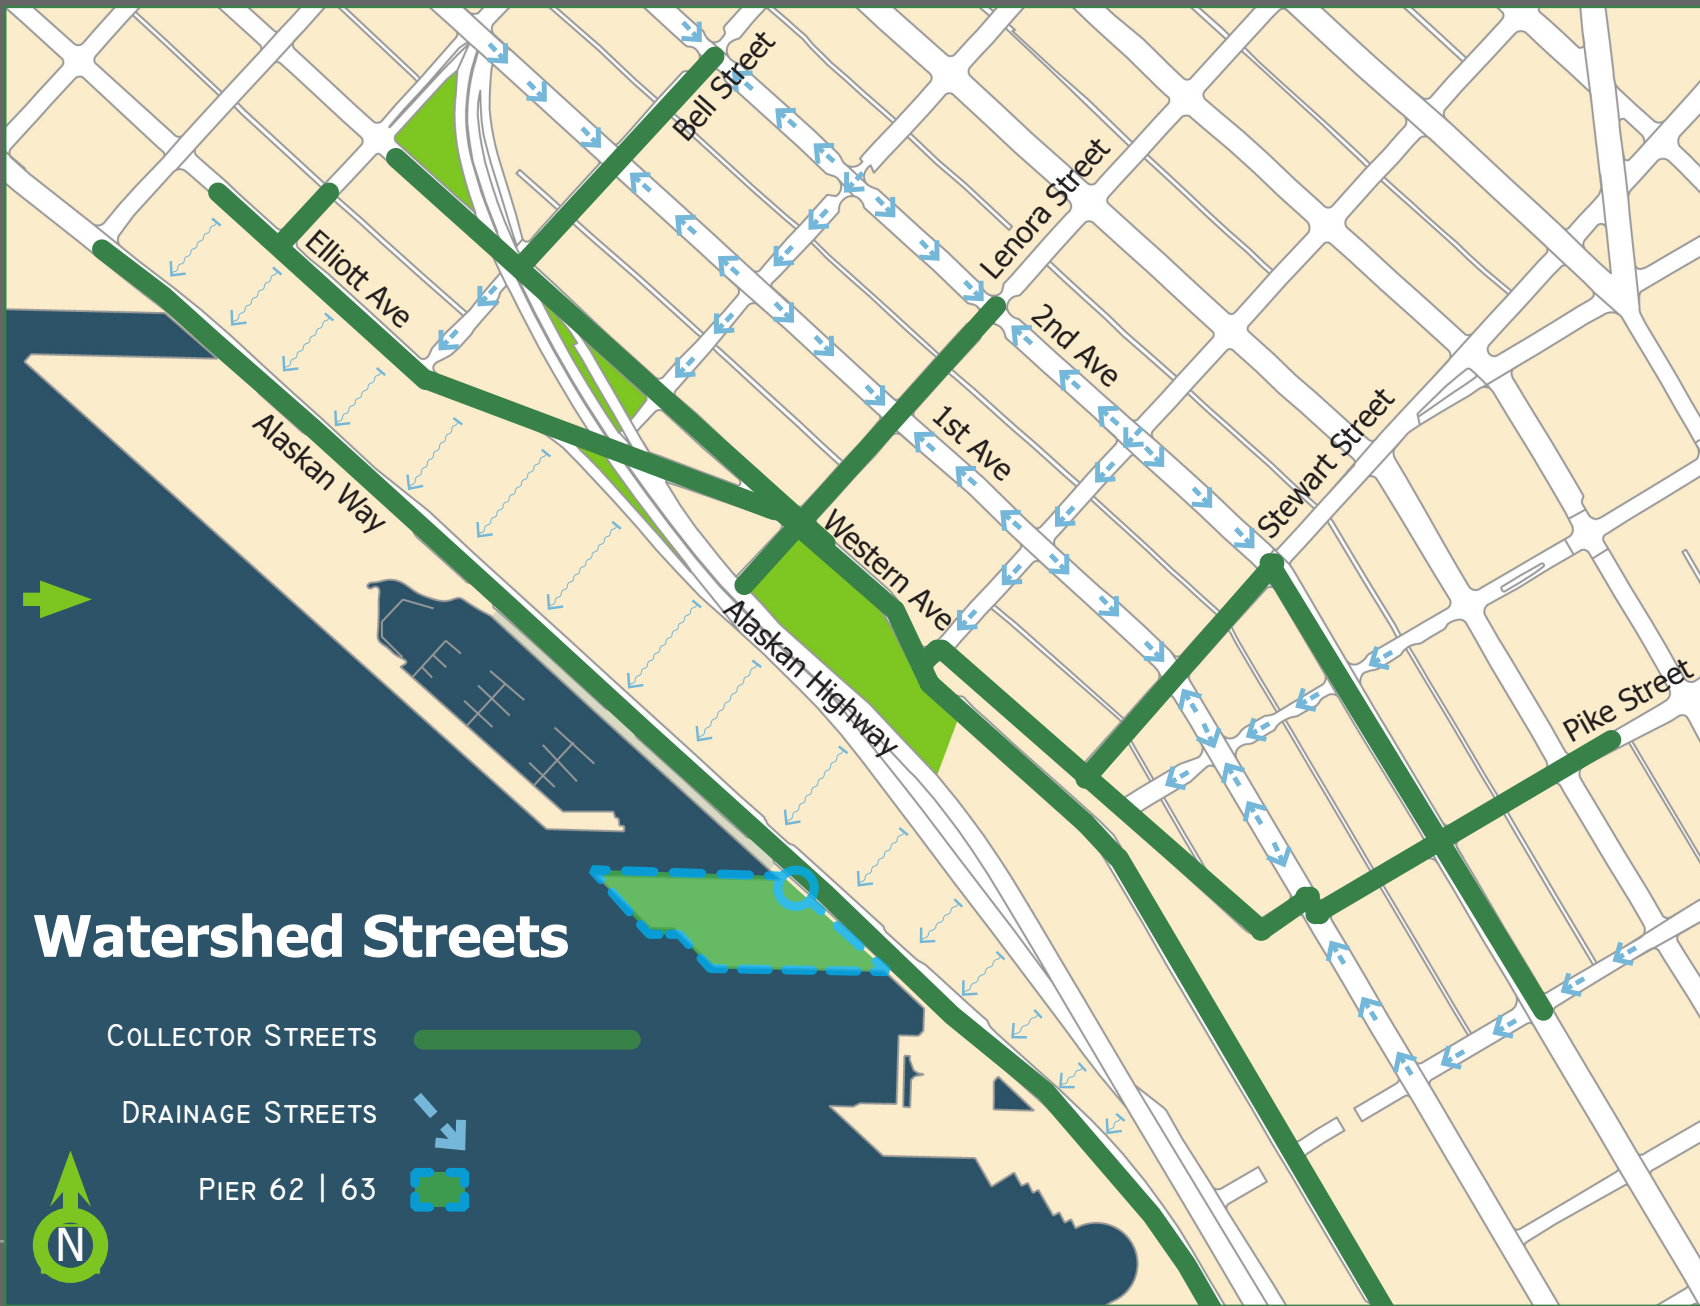 Bell Street
Lenora Street
Elliott Ave
2nd Ave
1st Ave
Stewart Street
Alaskan Way
Western Ave
Alaskan Highway
Pike Street
Watershed Streets
Collector Streets
Drainage Streets
Pier 62 | 63
N